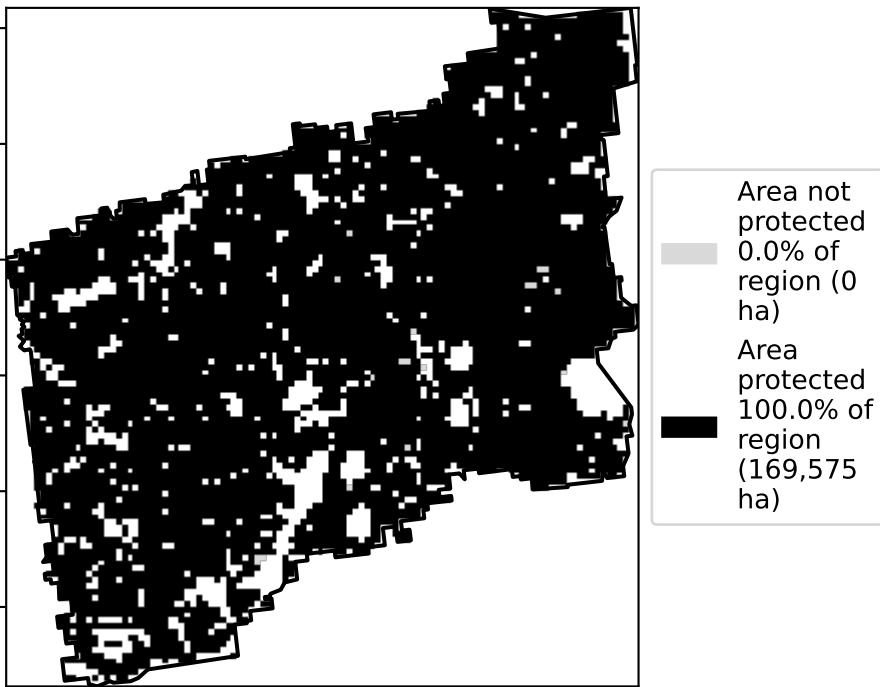 Area not
protected
0.0% of
region (0
ha)
Area
protected
100.0% of
region
(169,575
ha)